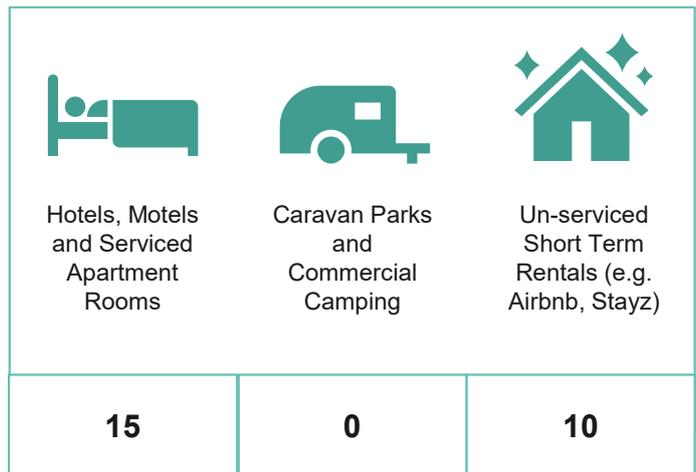 Hotels, Motels
and Serviced
Apartment
Rooms
Caravan Parks
and
Commercial
Camping
Un-serviced
Short Term
Rentals (e.g.
Airbnb, Stayz)
15
0
10